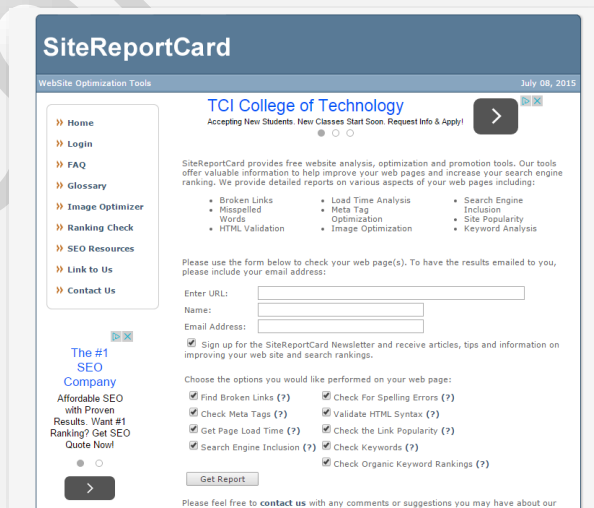 SiteReportCard
WebSite Optimization Tools
July 08, 2015
Home
Login
FAQ
Glossary
Image Optimizer
Ranking Check
SEO Resources
Link to Us
Contact Us
The #1
SEO
Company
Affordable SEO
with Proven
Results. Want #1
Ranking? Get SEO
Quote Now!
TCI College of Technology
Accepting New Students. New Classes Start Soon. Request Info & Apply!
SiteReportCard provides free website analysis, optimization and promotion tools. Our tools
offer valuable information to help improve your web pages and increase your search engine
ranking. We provide detailed reports on various aspects of your web pages including:
• Broken Links
• Misspelled
Words
• HTML Validation
• Load Time Analysis
• Meta Tag
Optimization
• Image Optimization
• Search Engine
Inclusion
• Site Popularity
• Keyword Analysis
Please use the form below to check your web page(s). To have the results emailed to you,
please include your email address:
Enter URL:
Name:
Email Address:
Sign up for the SiteReportCard Newsletter and receive articles, tips and information on
improving your web site and search rankings.
Choose the options you would like performed on your web page:
Find Broken Links (?)
Check For Spelling Errors (?)
Check Meta Tags (?)
Validate HTML Syntax (?)
Get Page Load Time (?)
Check the Link Popularity (?)
Search Engine Inclusion (?)
Check Keywords (?)
Check Organic Keyword Rankings (?)
Get Report
Please feel free to contact us with any comments or suggestions you may have about our